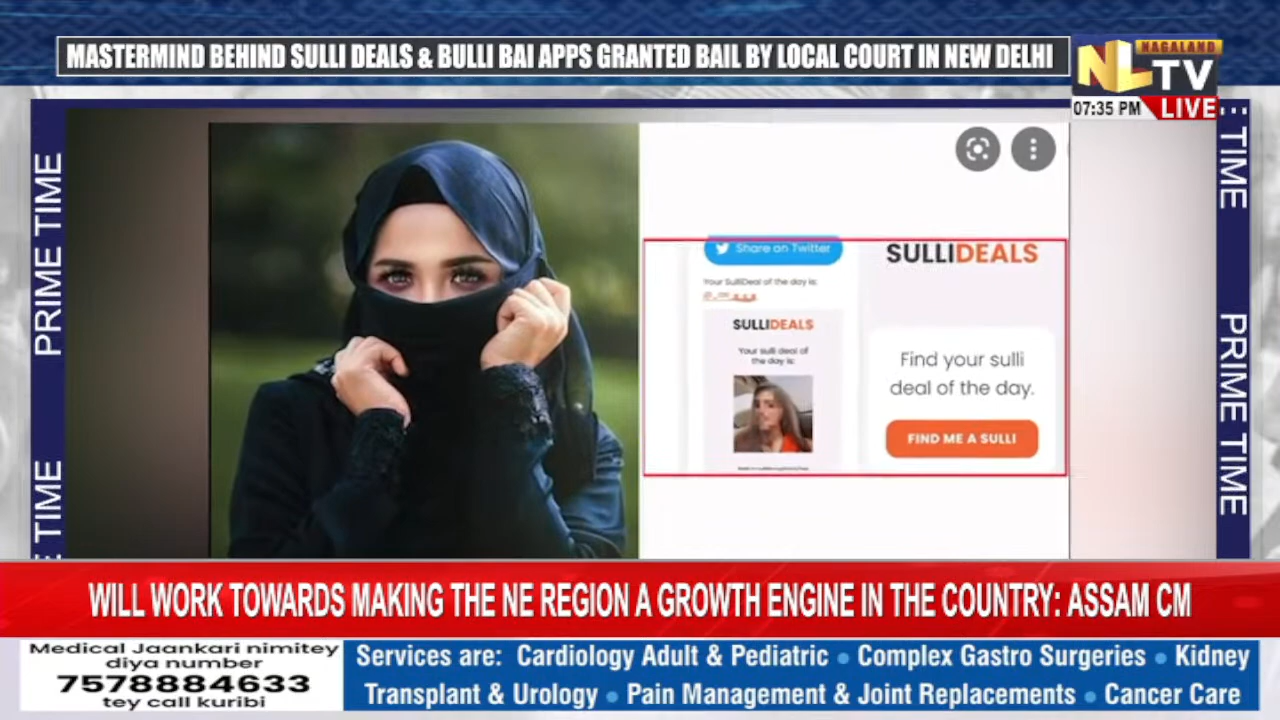 MASTERMIND BEHIND SULLI DEALS & BULLI BAI APPS GRANTED BAIL BY LOCAL COURT IN NEW DELHI
NAGALAND
NLTV
07:35 PM LIVE
PRIME TIME
TIME
TIME
PRIME TIME
Share on Twitter
Your SulliDeal of the day is:
SULLIDEALS
Your sulli deal of
the day is:
SULLIDEALS
Find your sulli
deal of the day.
FIND ME A SULLI
WILL WORK TOWARDS MAKING THE NE REGION A GROWTH ENGINE IN THE COUNTRY: ASSAM CM
Medical Jaankari nimitey
diya number
7578884633
tey call kuribi
Services are: Cardiology Adult & Pediatric • Complex Gastro Surgeries • Kidney
Transplant & Urology • Pain Management & Joint Replacements • Cancer Care